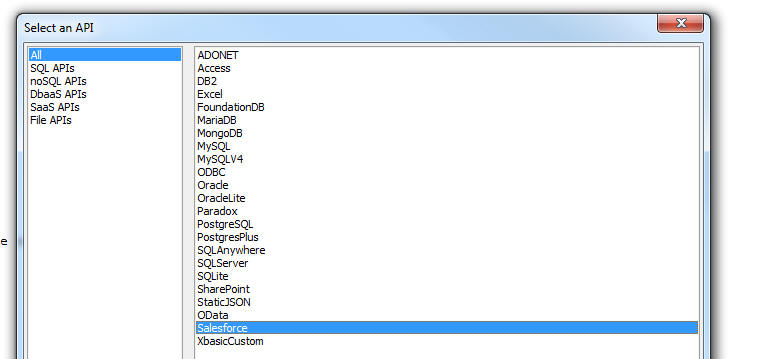 Select an API
All
SQL APIs
noSQL APIs
DbaaS APIs
SaaS APIs
File APIs
ADONET
Access
DB2
Excel
FoundationDB
MariaDB
MongoDB
MySQL
MySQLV4
ODBC
Oracle
OracleLite
Paradox
PostgreSQL
PostgresPlus
SQLAnywhere
SQLServer
SQLite
SharePoint
StaticJSON
OData
Salesforce
XbasicCustom
e